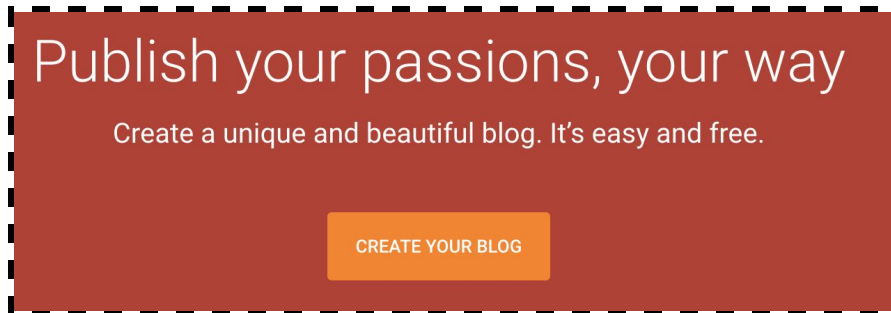 Publish your passions, your way
Create a unique and beautiful blog. It’s easy and free.
CREATE YOUR BLOG